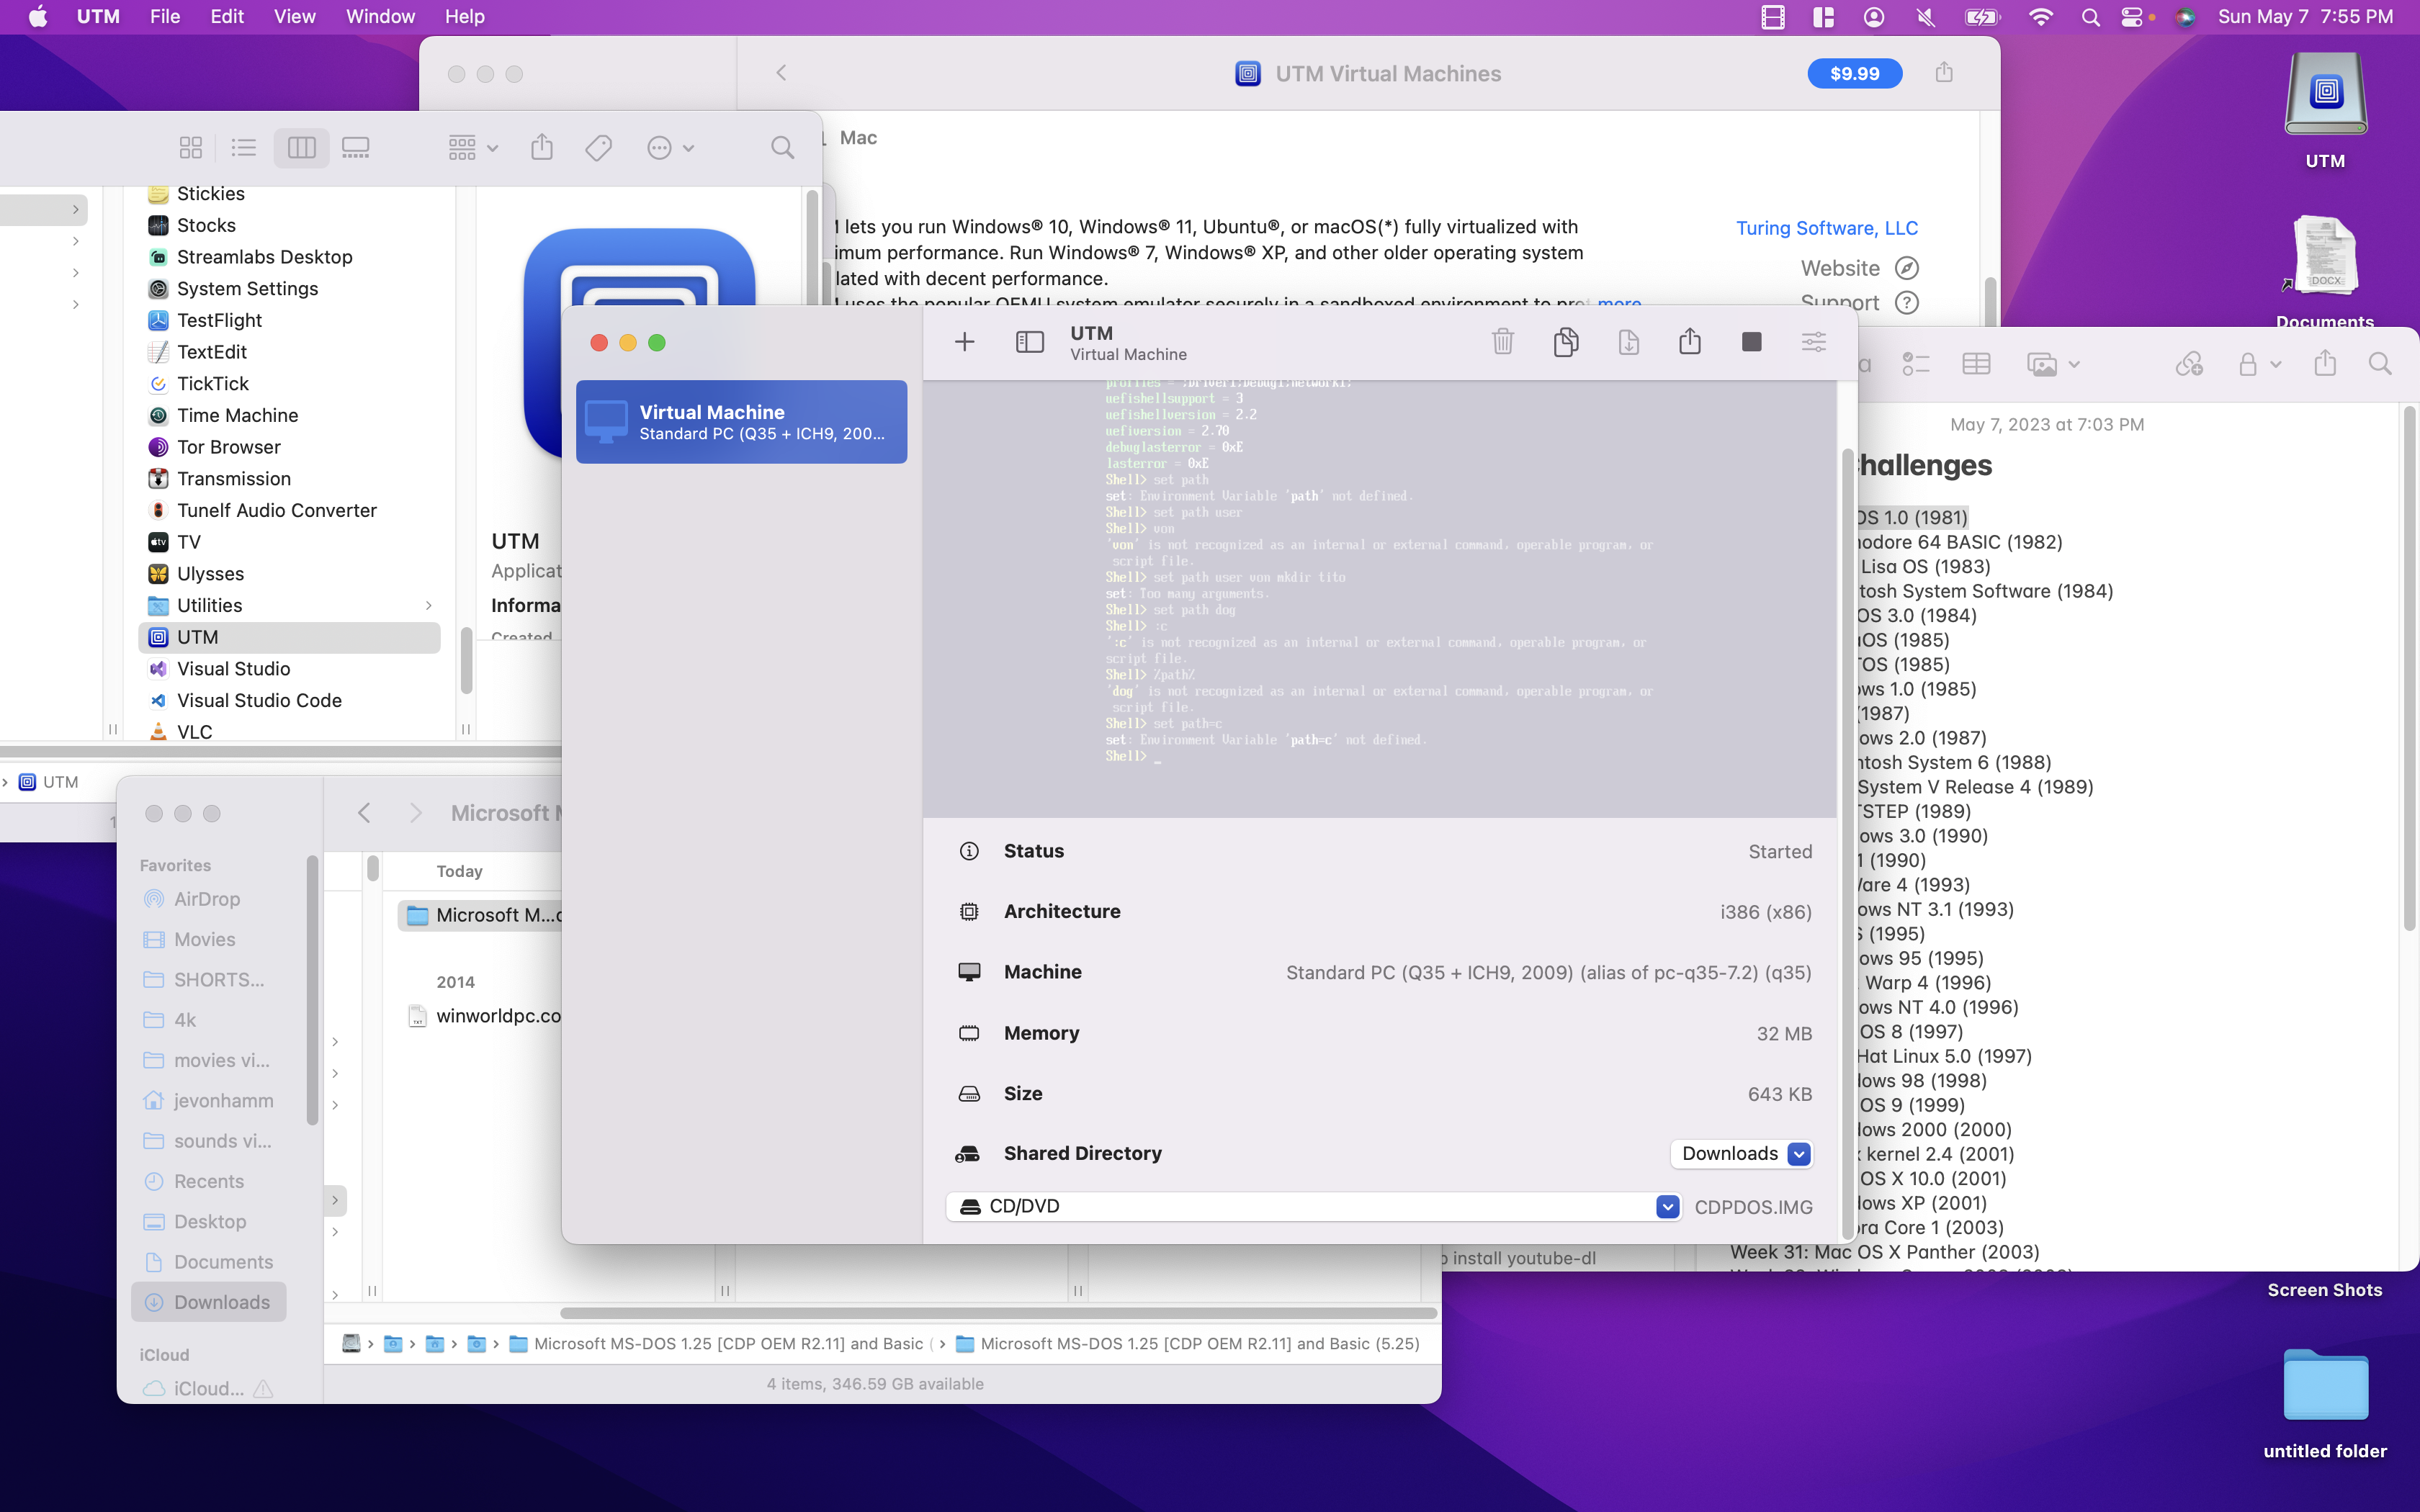 UTM File Edit View Window Help
Sun May 7 7:55 PM
UTM Virtual Machines
$9.99
Mac
lets you run Windows® 10, Windows® 11, Ubuntu®, or macOS(*) fully virtualized with
imum performance. Run Windows® 7, Windows® XP, and other older operating system
lated with decent performance.
uses the popular QEMU system emulator securely in a sandboxed environment to pro more
Turing Software, LLC
Website
Support
UTM
DOCX
Documents
Screen Shots
untitled folder
Stickies
Stocks
Streamlabs Desktop
System Settings
TestFlight
TextEdit
TickTick
Time Machine
Tor Browser
Transmission
Tunelf Audio Converter
TV
Ulysses
Utilities
UTM
Visual Studio
Visual Studio Code
VLC
UTM
Applicat
Informa
Created
UTM
UTM
Virtual Machine
Virtual Machine
Standard PC (Q35 + ICH9, 200...
profiles = ;Driver1;Debug1;network1;
uefishellsupport = 3
uefishellversion = 2.2
uefiversion = 2.70
debuglasterror = 0xE
lasterror = 0xE
Shell> set path
set: Environment Variable 'path' not defined.
Shell> set path user
Shell> von
'von' is not recognized as an internal or external command, operable program, or
script file.
Shell> set path user von mkdir tito
set: Too many arguments.
Shell> set path dog
Shell> :c
':c' is not recognized as an internal or external command, operable program, or
script file.
Shell> %path%
'dog' is not recognized as an internal or external command, operable program, or
script file.
Shell> set path=c
set: Environment Variable 'path=c' not defined.
Shell> _
Status Started
Architecture i386 (x86)
Machine Standard PC (Q35 + ICH9, 2009) (alias of pc-q35-7.2) (q35)
Memory 32 MB
Size 643 KB
Shared Directory Downloads
CD/DVD CDPDOS.IMG
May 7, 2023 at 7:03 PM
hallenges
OS 1.0 (1981)
nodore 64 BASIC (1982)
Lisa OS (1983)
tosh System Software (1984)
OS 3.0 (1984)
OS (1985)
TOS (1985)
ows 1.0 (1985)
(1987)
ows 2.0 (1987)
ntosh System 6 (1988)
System V Release 4 (1989)
TSTEP (1989)
ows 3.0 (1990)
1 (1990)
Ware 4 (1993)
ows NT 3.1 (1993)
S (1995)
ows 95 (1995)
Warp 4 (1996)
ows NT 4.0 (1996)
OS 8 (1997)
Hat Linux 5.0 (1997)
lows 98 (1998)
OS 9 (1999)
lows 2000 (2000)
kernel 2.4 (2001)
OS X 10.0 (2001)
lows XP (2001)
ra Core 1 (2003)
Week 31: Mac OS X Panther (2003)
install youtube-dl
Microsoft M
Favorites
AirDrop
Movies
SHORTS...
4k
movies vi...
jevonhamm
sounds vi...
Recents
Desktop
Documents
Downloads
iCloud
iCloud...
Today
Microsoft M...c
2014
TXT
winworldpc.co
Microsoft MS-DOS 1.25 [CDP OEM R2.11] and Basic ( › Microsoft MS-DOS 1.25 [CDP OEM R2.11] and Basic (5.25)
4 items, 346.59 GB available